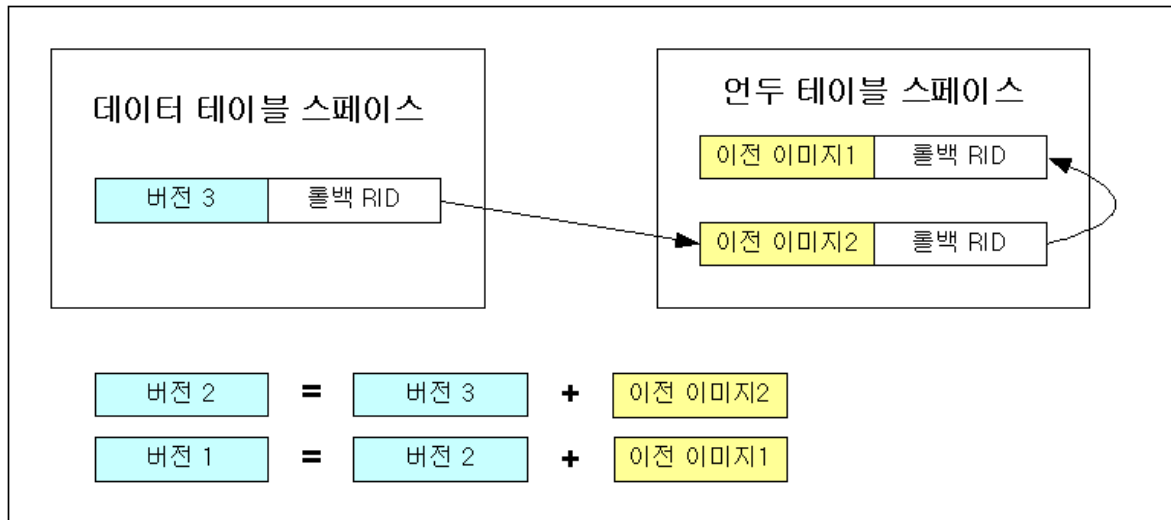 데이터 테이블 스페이스
버전 3 롤백 RID
언두 테이블 스페이스
이전 이미지1 롤백 RID
이전 이미지2 롤백 RID
버전 2 = 버전 3 + 이전 이미지2
버전 1 = 버전 2 + 이전 이미지1